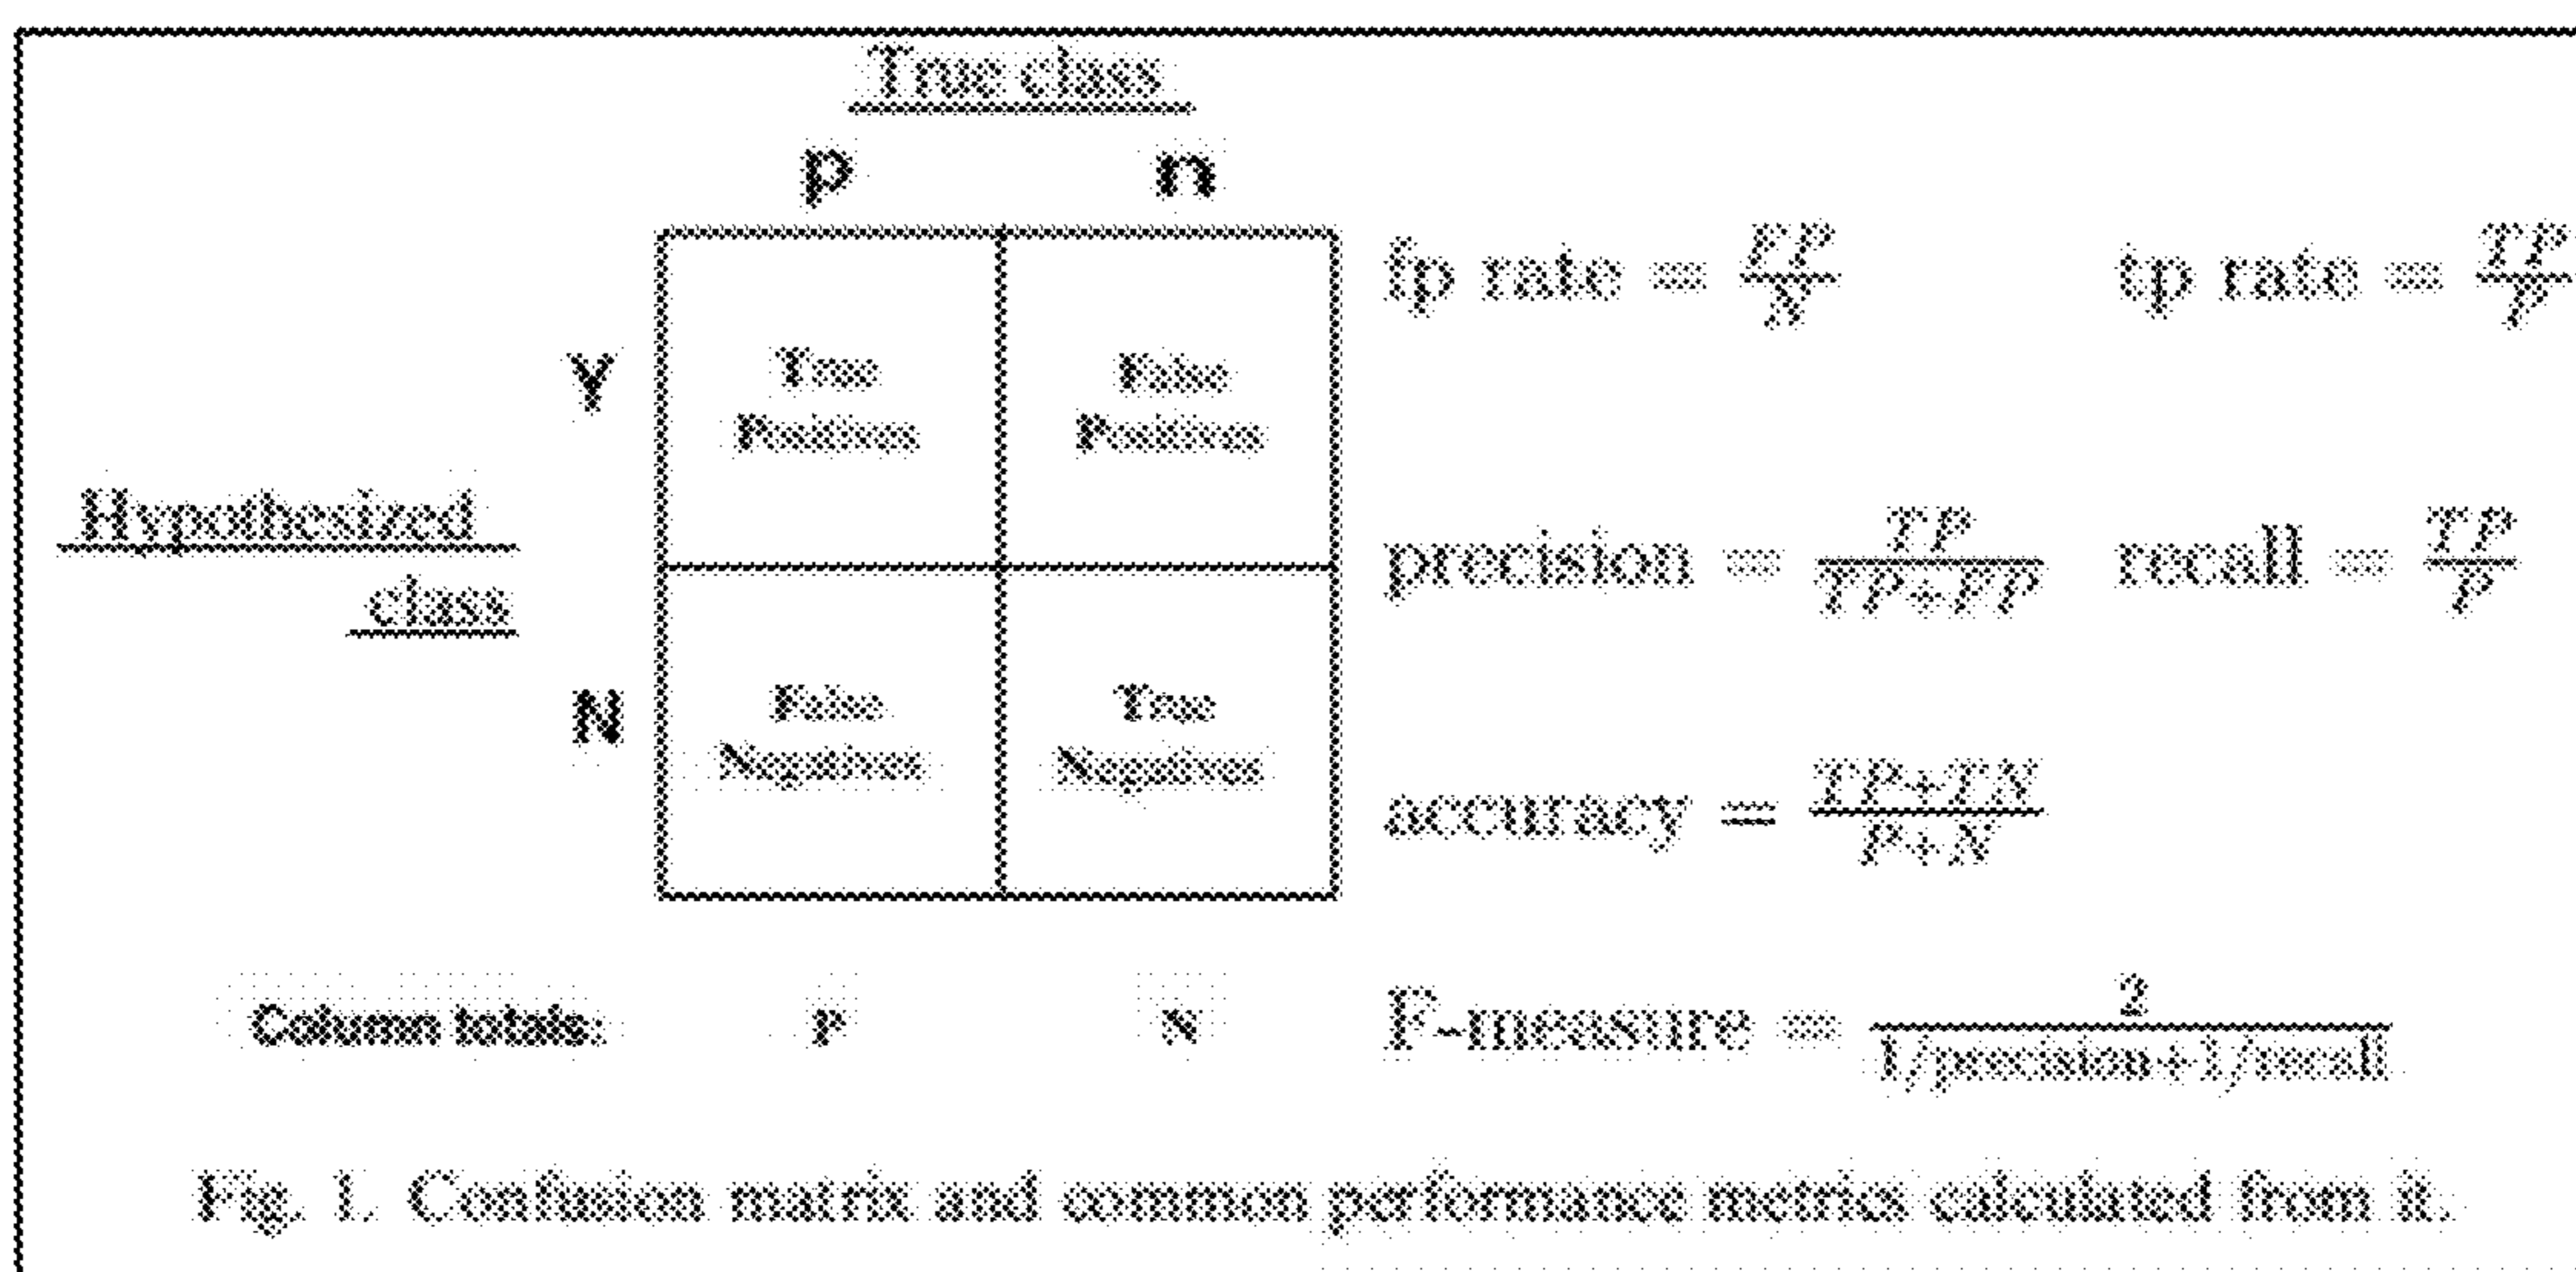 True class
p n
fp rate = FP/N tp rate = TP/P
Y
True Positives
False Positives
Hypothesized
class
precision = TP/TP+FP recall = TP/P
N
False Negatives
True Negatives
accuracy = TP+TN/P+N
Column totals: P N
F-measure = 2/1/precision+1/recall
Fig. 1. Confusion matrix and common performance metrics calculated from it.